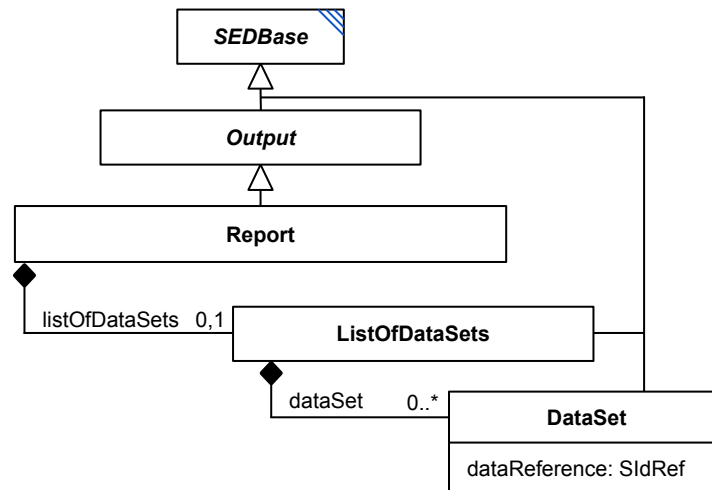 SEDBase
Output
Report
listOfDataSets 0,1
ListOfDataSets
dataSet 0..*
DataSet
dataReference: SIdRef